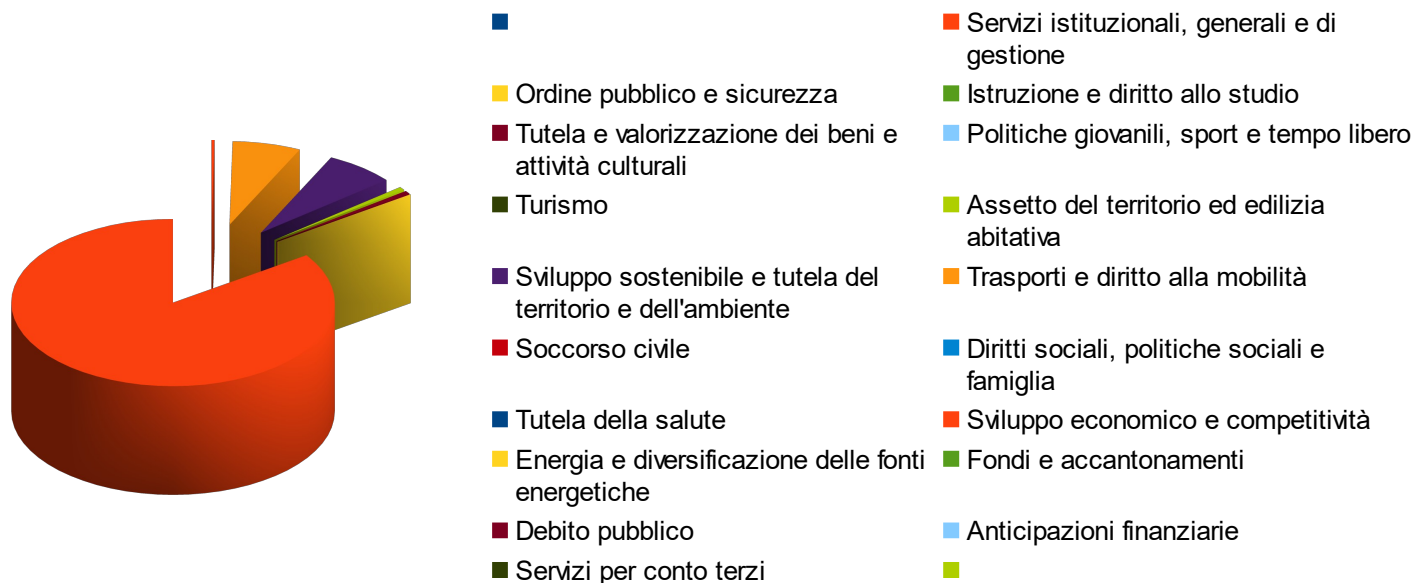 Servizi istituzionali, generali e di
gestione
Ordine pubblico e sicurezza
Istruzione e diritto allo studio
Tutela e valorizzazione dei beni e
attività culturali
Politiche giovanili, sport e tempo libero
Turismo
Assetto del territorio ed edilizia
abitativa
Sviluppo sostenibile e tutela del
territorio e dell'ambiente
Trasporti e diritto alla mobilità
Soccorso civile
Diritti sociali, politiche sociali e
famiglia
Tutela della salute
Sviluppo economico e competitività
Energia e diversificazione delle fonti
energetiche
Fondi e accantonamenti
Debito pubblico
Anticipazioni finanziarie
Servizi per conto terzi